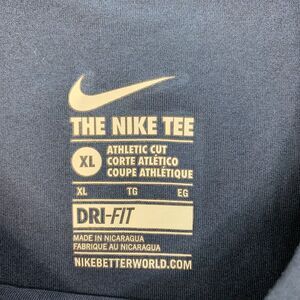 THE NIKE TEE
XL
ATHLETIC CUT
CORTE ATLÉTICO
COUPE ATHLÉTIQUE
XL TG EG
DRI-FIT
MADE IN NICARAGUA
FABRIQUE AU NICARAGUA
NIKEBETTERWORLD.COM